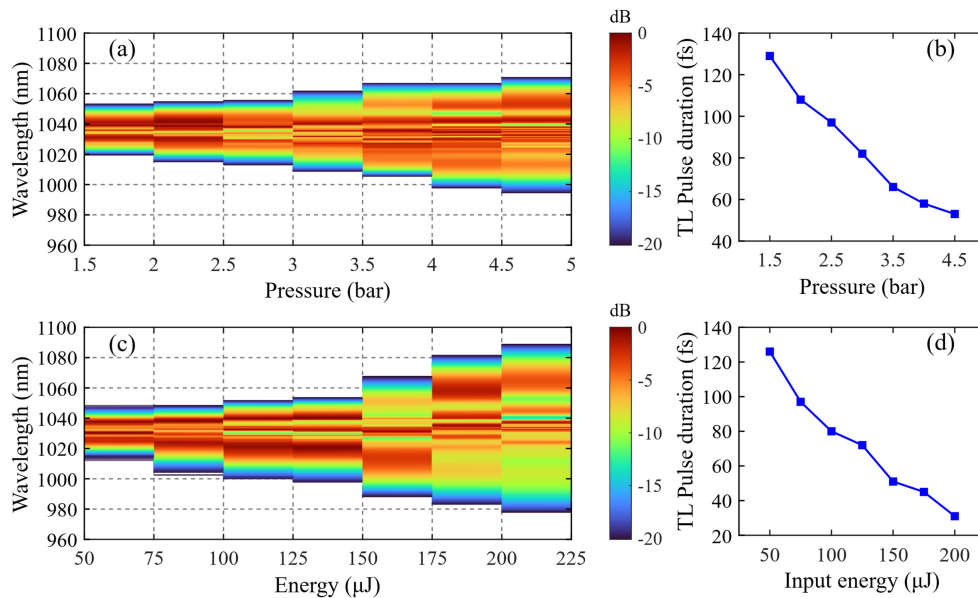 (a)
1100
1080
1060
1040
1020
1000
980
960
Wavelength (nm)
1.5 2 2.5 3 3.5 4 4.5 5
Pressure (bar)
dB
0
-5
-10
-15
-20
(b)
140
120
100
80
60
40
TL Pulse duration (fs)
1.5 2.5 3.5 4.5
Pressure (bar)
(c)
1100
1080
1060
1040
1020
1000
980
960
Wavelength (nm)
50 75 100 125 150 175 200 225
Energy (μJ)
dB
0
-5
-10
-15
-20
(d)
140
120
100
80
60
40
20
TL Pulse duration (fs)
50 100 150 200
Input energy (μJ)